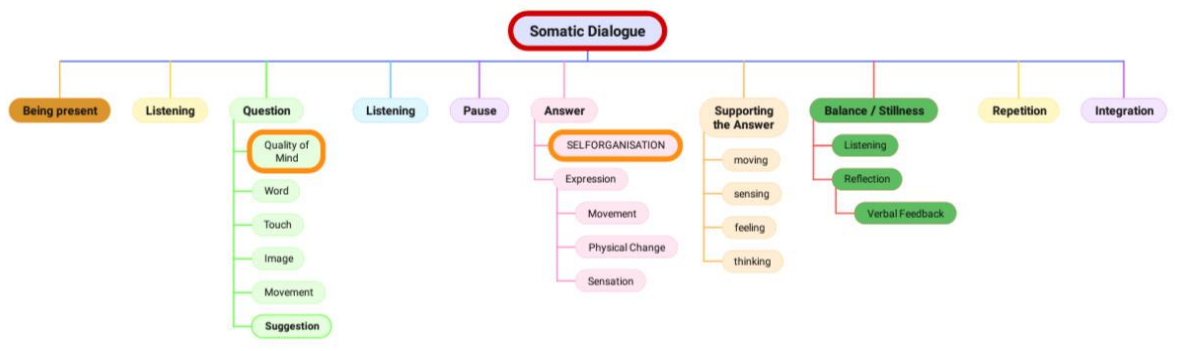 Somatic Dialogue
Being present
Listening
Question
Quality of
Mind
Word
Touch
Image
Movement
Suggestion
Listening
Pause
Answer
SELFORGANISATION
Expression
Movement
Physical Change
Sensation
Supporting
the Answer
moving
sensing
feeling
thinking
Balance / Stillness
Listening
Reflection
Verbal Feedback
Repetition
Integration